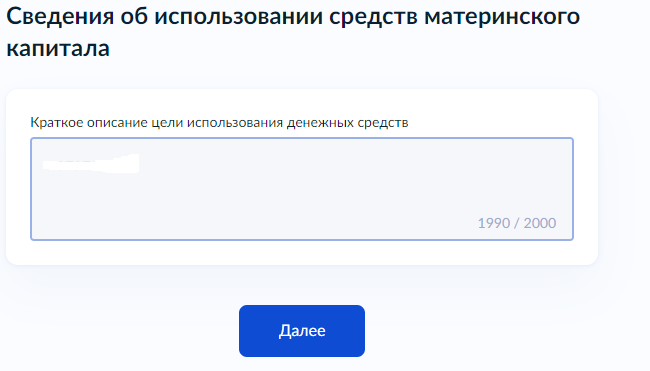 Сведения об использовании средств материнского
капитала
Краткое описание цели использования денежных средств
1990 / 2000
Далее